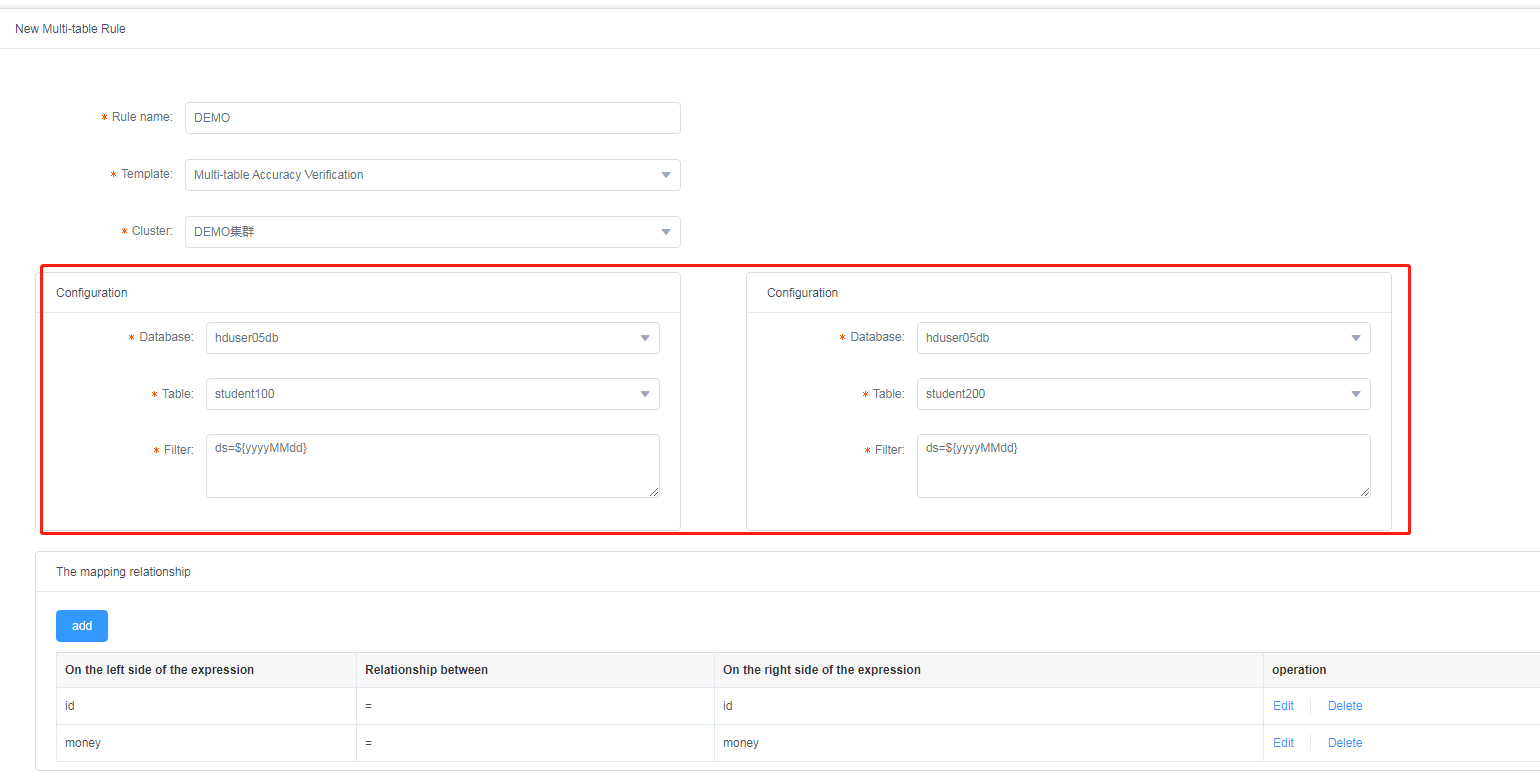 New Multi-table Rule
* Rule name: DEMO
* Template: Multi-table Accuracy Verification
* Cluster: DEMO集群
Configuration Configuration
* Database: hduser05db * Database: hduser05db
* Table: student100 * Table: student200
* Filter: ds=${yyyyMMdd} * Filter: ds=${yyyyMMdd}
The mapping relationship
add
On the left side of the expression Relationship between On the right side of the expression operation
id = id Edit Delete
money = money Edit Delete